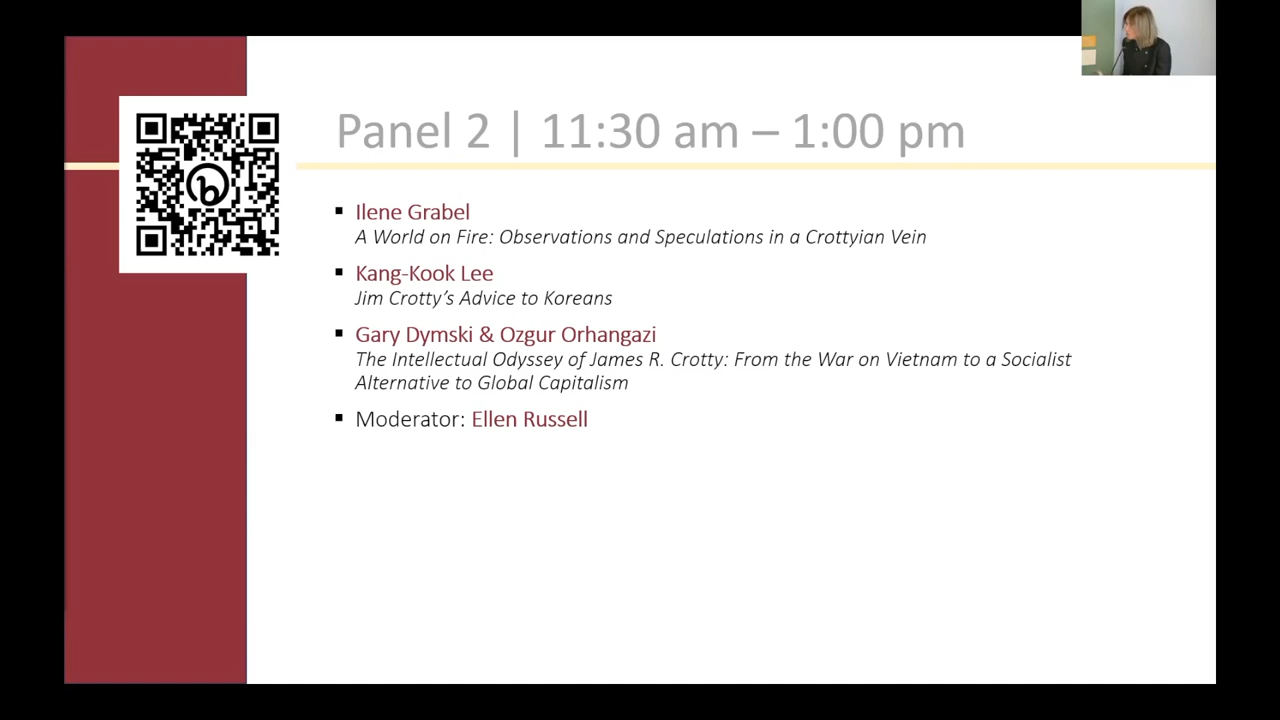 Panel 2 | 11:30 am – 1:00 pm
Ilene Grabel
A World on Fire: Observations and Speculations in a Crottyian Vein
Kang-Kook Lee
Jim Crotty’s Advice to Koreans
Gary Dymski & Ozgur Orhangazi
The Intellectual Odyssey of James R. Crotty: From the War on Vietnam to a Socialist
Alternative to Global Capitalism
Moderator: Ellen Russell